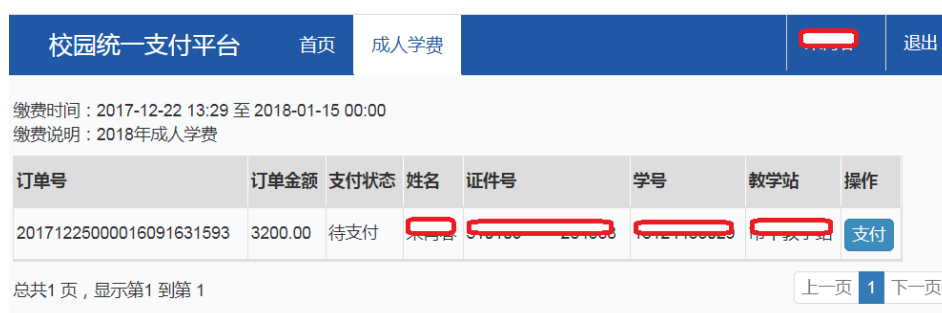 校园统一支付平台 首页 成人学费 退出
缴费时间：2017-12-22 13:29 至 2018-01-15 00:00
缴费说明：2018年成人学费
订单号 订单金额 支付状态 姓名 证件号 学号 教学站 操作
20171225000016091631593 3200.00 待支付 支付
总共1 页，显示第1 到第 1 上一页 1 下一页